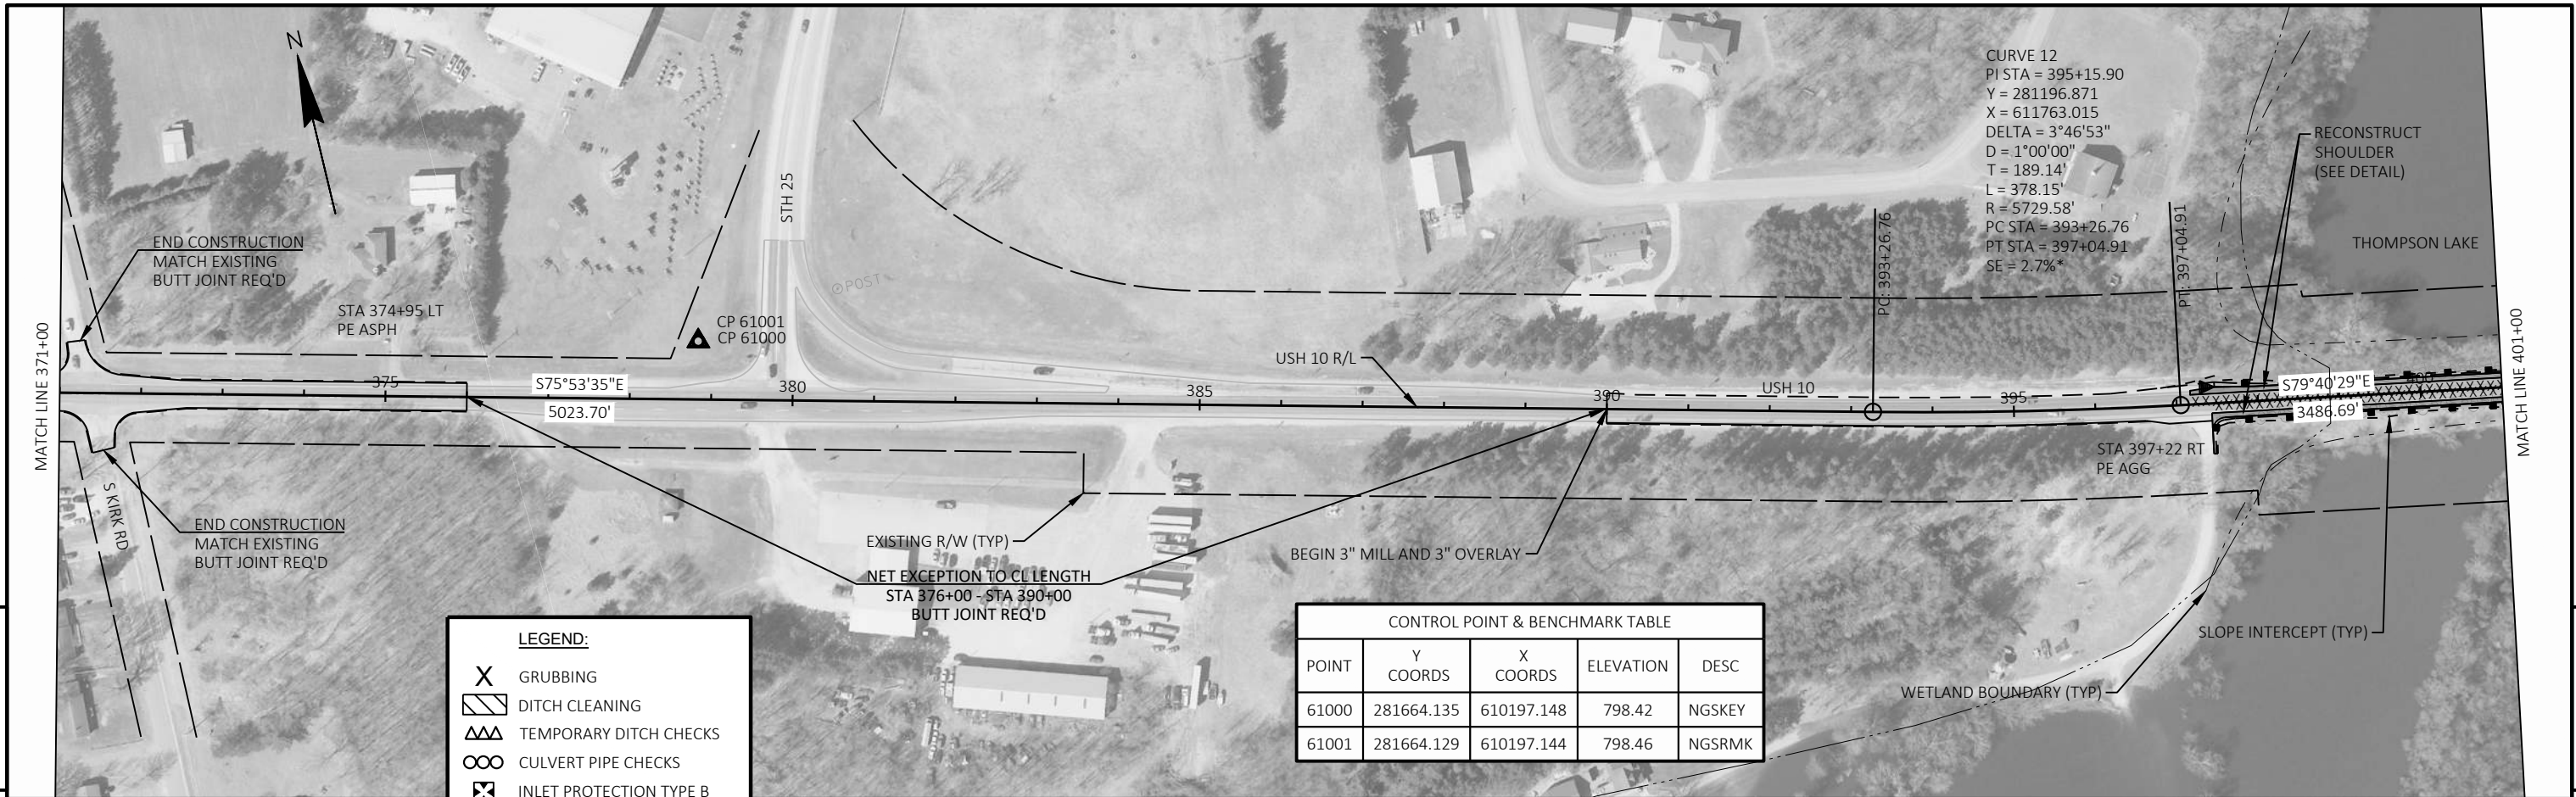 N
CURVE 12
PI STA = 395+15.90
Y = 281196.871
X = 611763.015
DELTA = 3°46'53"
D = 1°00'00"
T = 189.14'
L = 378.15'
R = 5729.58'
PC STA = 393+26.76
PT STA = 397+04.91
SE = 2.7%*
RECONSTRUCT
SHOULDER
(SEE DETAIL)
THOMPSON LAKE
STH 25
END CONSTRUCTION
MATCH EXISTING
BUTT JOINT REQ'D
STA 374+95 LT
PE ASPH
POST
CP 61001
CP 61000
PC: 393+26.76
PT: 397+04.91
MATCH LINE 371+00
MATCH LINE 401+00
USH 10 R/L
375
S75°53'35"E
5023.70'
380
385
390
USH 10
395
S79°40'29"E
400
3486.69'
STA 397+22 RT
PE AGG
S KIRK RD
END CONSTRUCTION
MATCH EXISTING
BUTT JOINT REQ'D
EXISTING R/W (TYP)
BEGIN 3" MILL AND 3" OVERLAY
NET EXCEPTION TO CL LENGTH
STA 376+00 - STA 390+00
BUTT JOINT REQ'D
SLOPE INTERCEPT (TYP)
WETLAND BOUNDARY (TYP)
LEGEND:
X GRUBBING
DITCH CLEANING
TEMPORARY DITCH CHECKS
CULVERT PIPE CHECKS
INLET PROTECTION TYPE B
CONTROL POINT & BENCHMARK TABLE
POINT Y COORDS X COORDS ELEVATION DESC
61000 281664.135 610197.148 798.42 NGSKEY
61001 281664.129 610197.144 798.46 NGSRMK